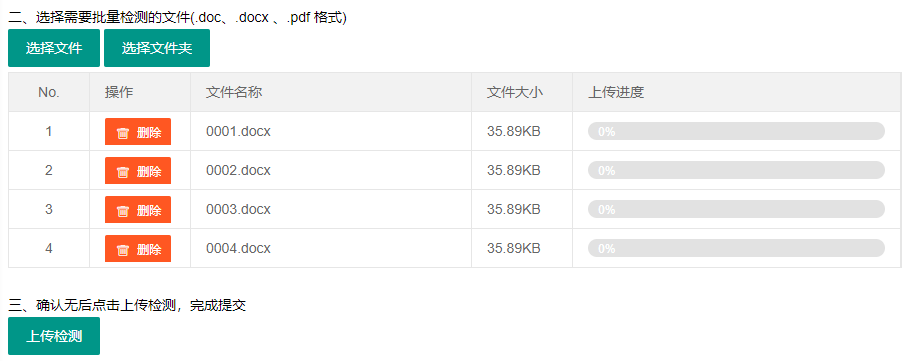 二、选择需要批量检测的文件(.doc、.docx 、.pdf 格式)
选择文件 选择文件夹
No. 操作 文件名称 文件大小 上传进度
1 删除 0001.docx 35.89KB 0%
2 删除 0002.docx 35.89KB 0%
3 删除 0003.docx 35.89KB 0%
4 删除 0004.docx 35.89KB 0%
三、确认无后点击上传检测，完成提交
上传检测